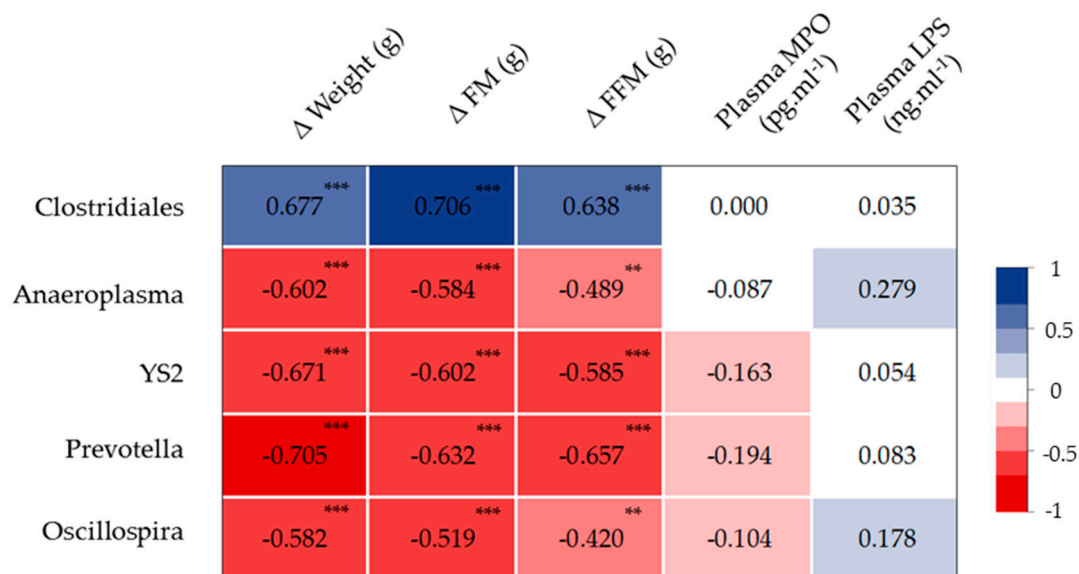 Δ Weight (g)
Δ FM (g)
Δ FFM (g)
Plasma MPO
(pg.ml⁻¹)
Plasma LPS
(ng.ml⁻¹)
Clostridiales 0.677*** 0.706*** 0.638*** 0.000 0.035
Anaeroplasma -0.602*** -0.584*** -0.489** -0.087 0.279
YS2 -0.671*** -0.602*** -0.585*** -0.163 0.054
Prevotella -0.705*** -0.632*** -0.657*** -0.194 0.083
Oscillospira -0.582*** -0.519*** -0.420** -0.104 0.178
1
0.5
0
-0.5
-1